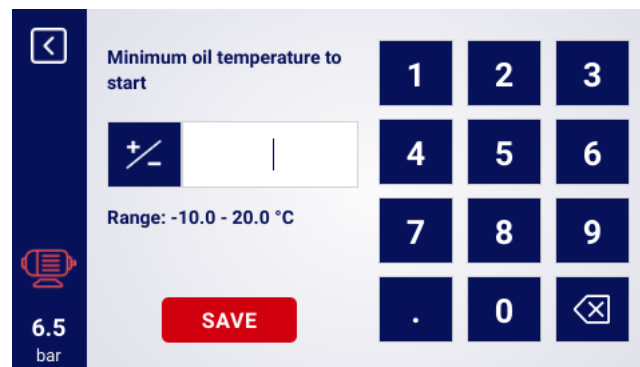 Minimum oil temperature to
start
+/-
Range: -10.0 - 20.0 °C
SAVE
1 2 3
4 5 6
7 8 9
. 0
6.5
bar